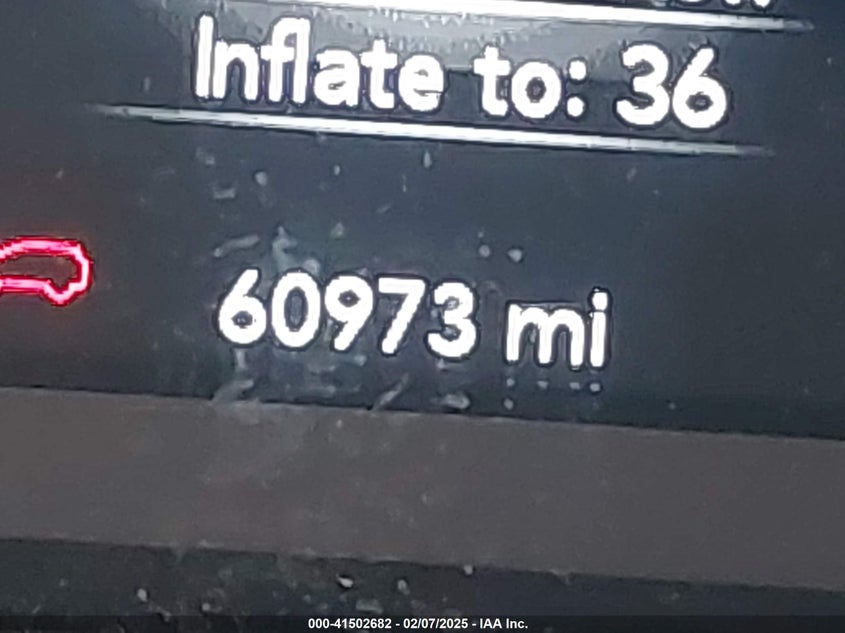 Inflate to: 36
60973 mi
000-41502682 - 02/07/2025 - IAA Inc.